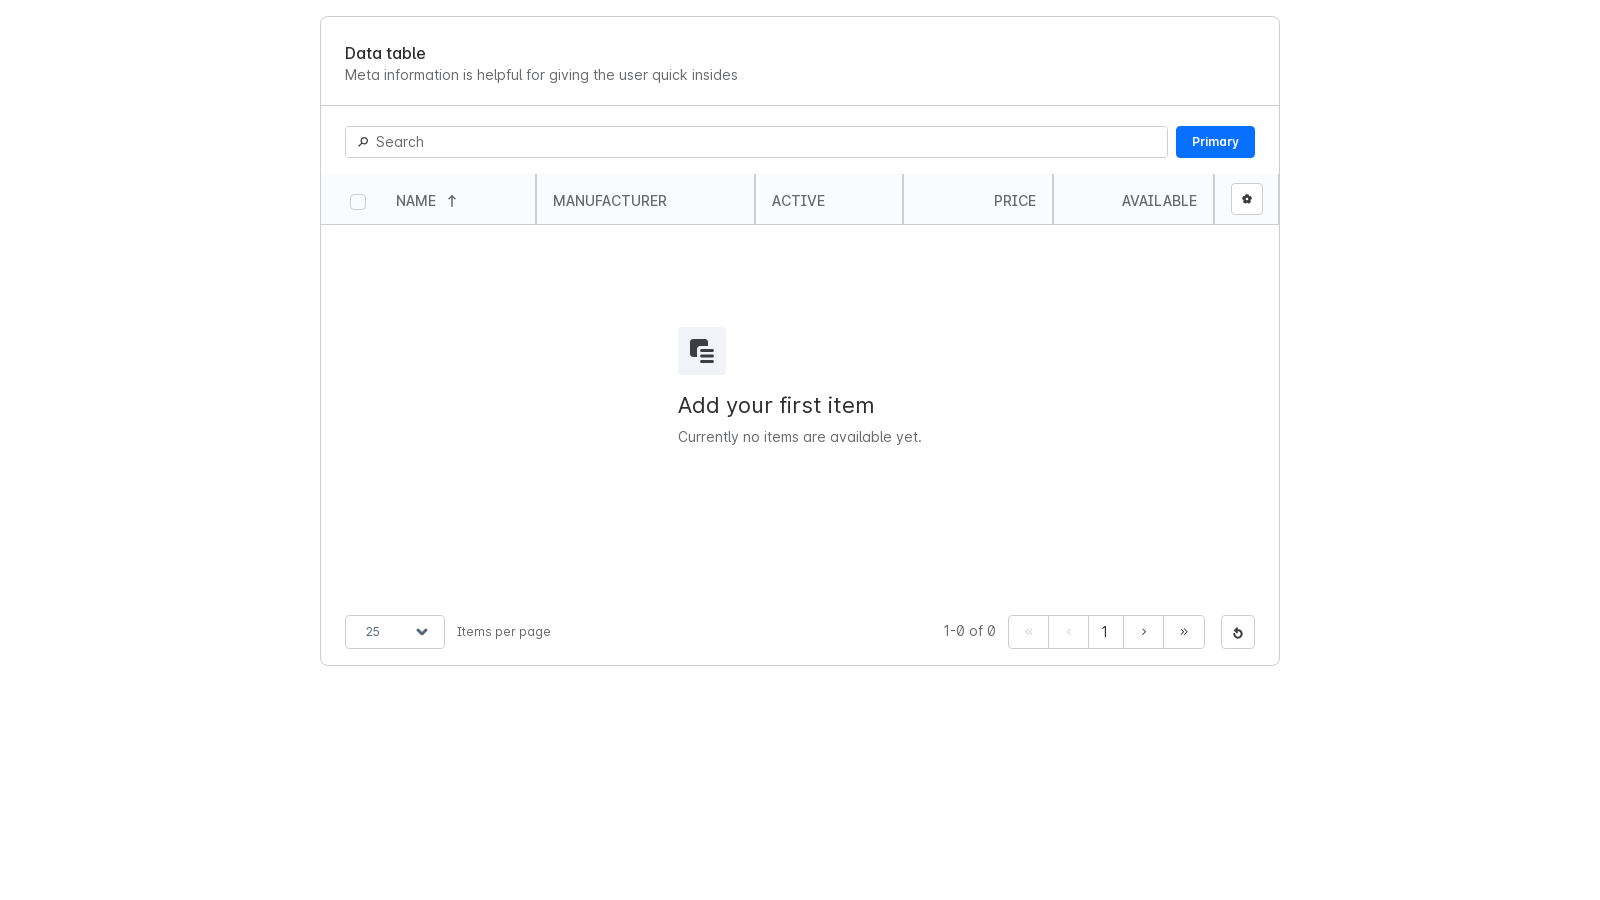 Data table
Meta information is helpful for giving the user quick insides
Search
Primary
NAME
MANUFACTURER
ACTIVE
PRICE
AVAILABLE
Add your first item
Currently no items are available yet.
25
Items per page
1-0 of 0
«
‹
1
›
»